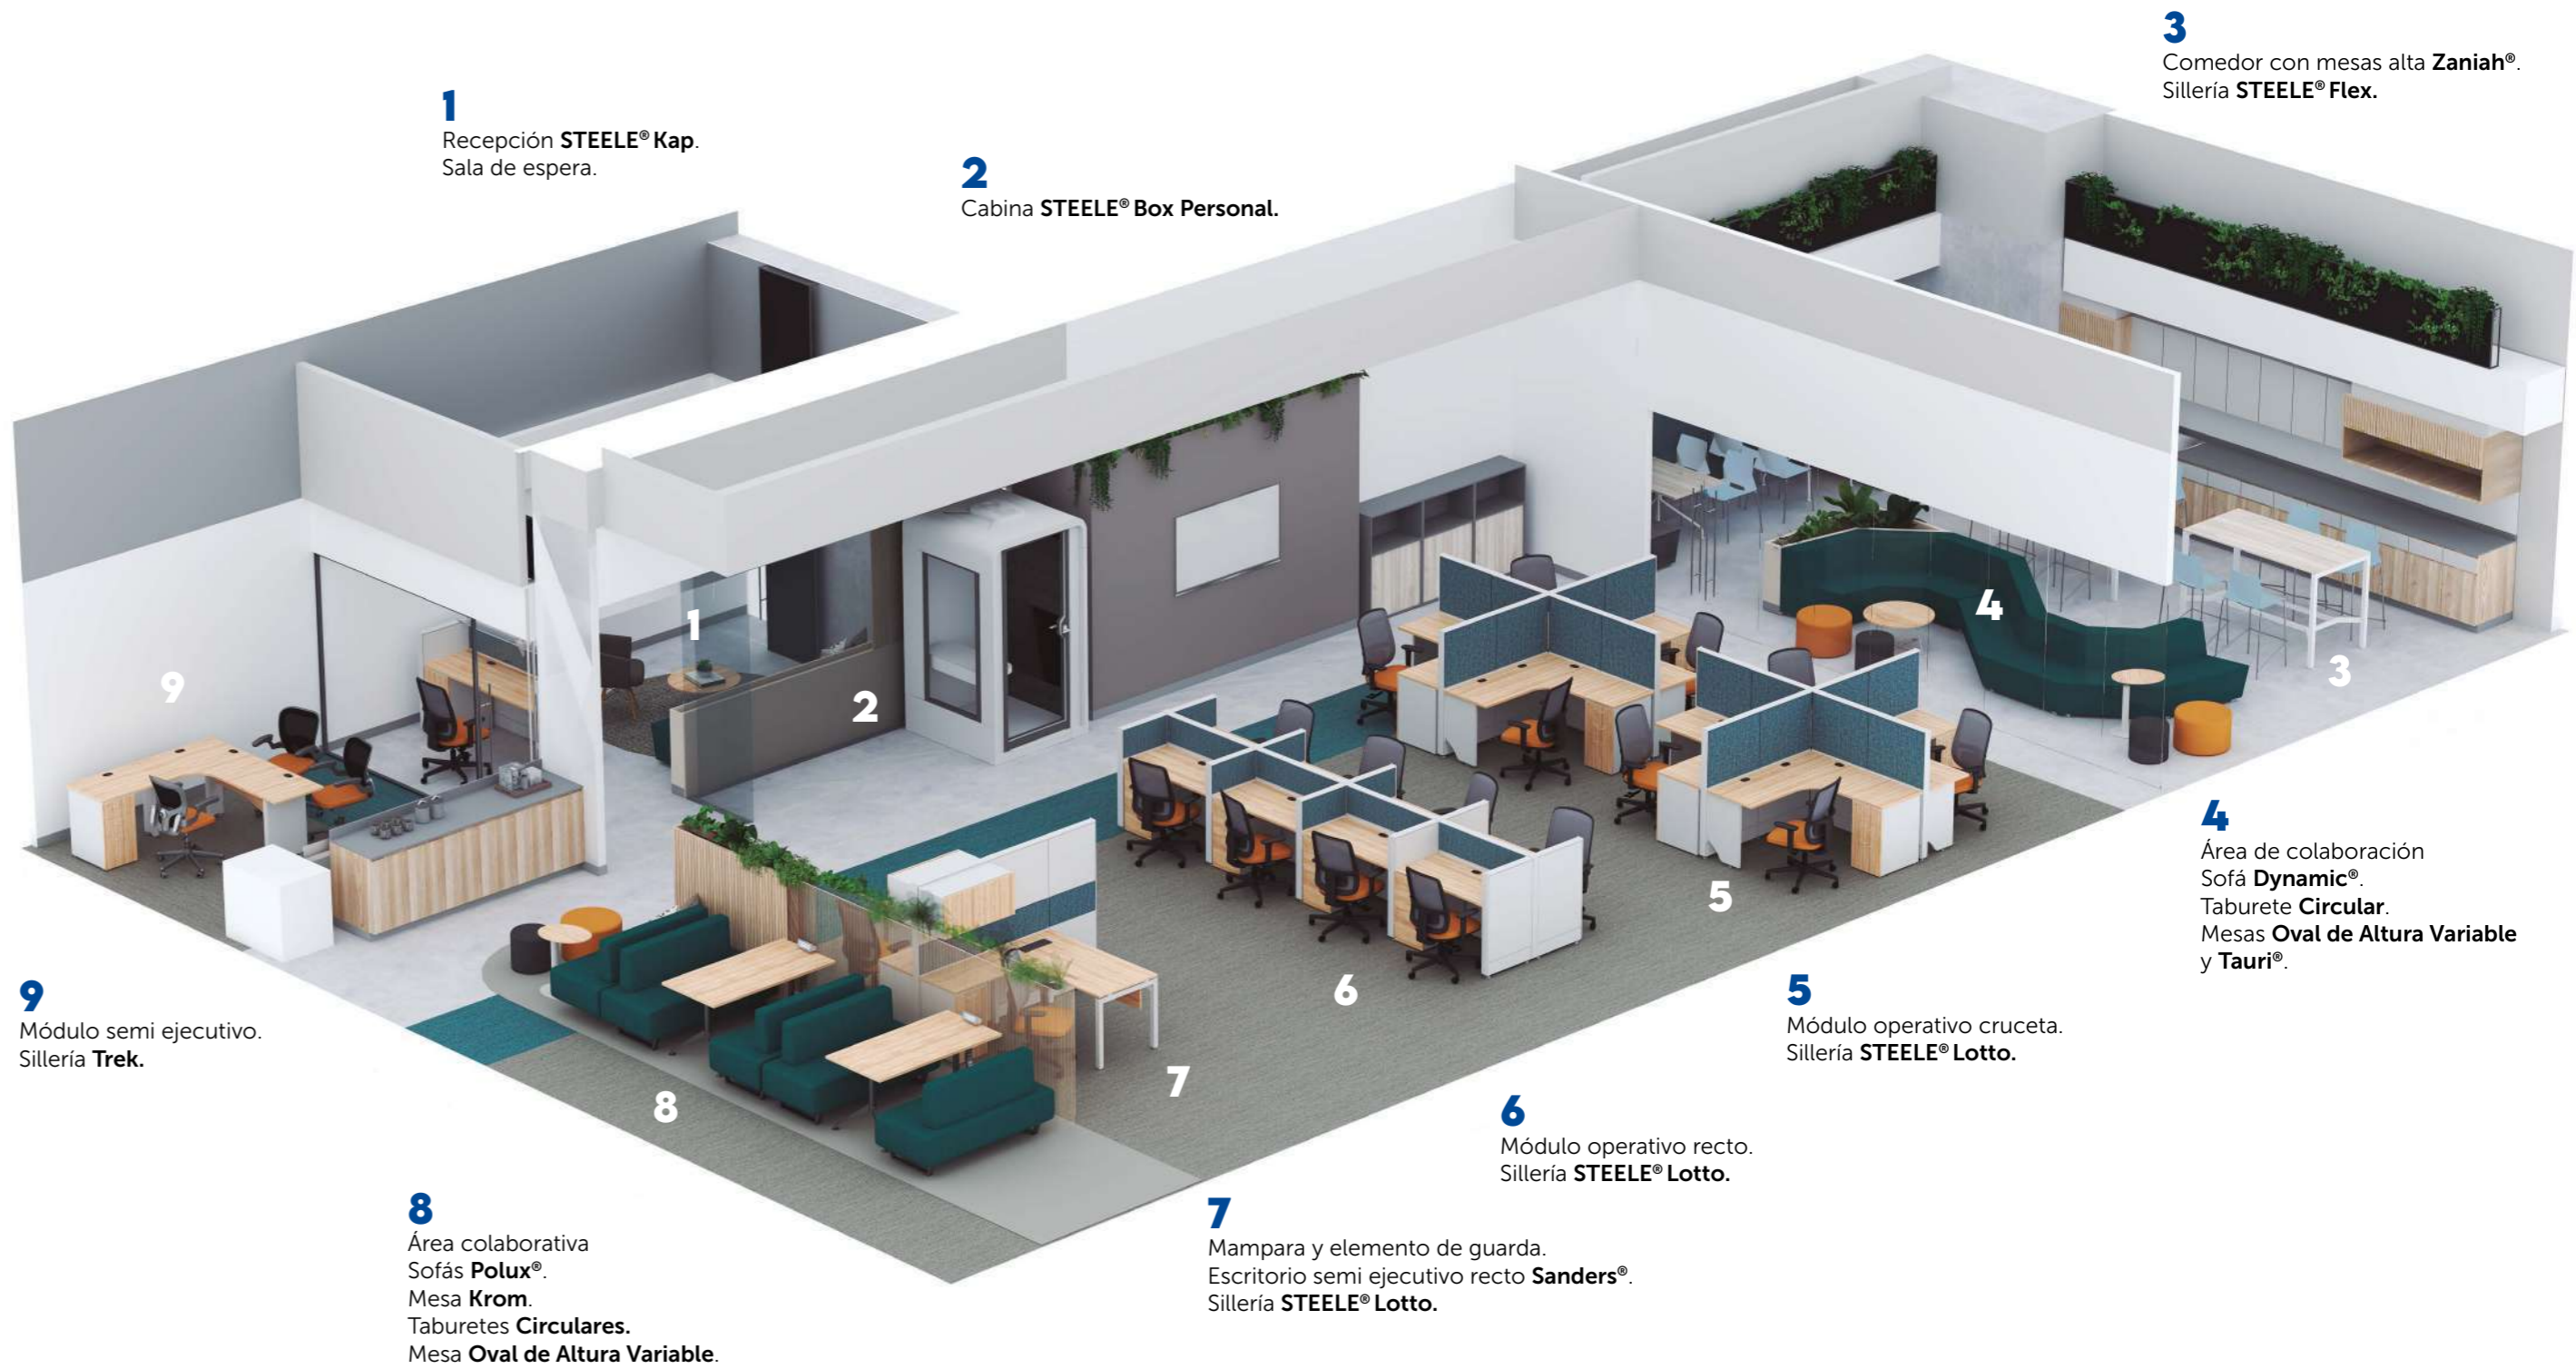 1
Recepción STEELE® Kap.
Sala de espera.
2
Cabina STEELE® Box Personal.
3
Comedor con mesas alta Zaniah®.
Sillería STEELE® Flex.
4
Área de colaboración
Sofá Dynamic®.
Taburete Circular.
Mesas Oval de Altura Variable
y Tauri®.
5
Módulo operativo cruceta.
Sillería STEELE® Lotto.
6
Módulo operativo recto.
Sillería STEELE® Lotto.
7
Mampara y elemento de guarda.
Escritorio semi ejecutivo recto Sanders®.
Sillería STEELE® Lotto.
8
Área colaborativa
Sofás Polux®.
Mesa Krom.
Taburetes Circulares.
Mesa Oval de Altura Variable.
9
Módulo semi ejecutivo.
Sillería Trek.
1
2
3
4
5
6
7
8
9